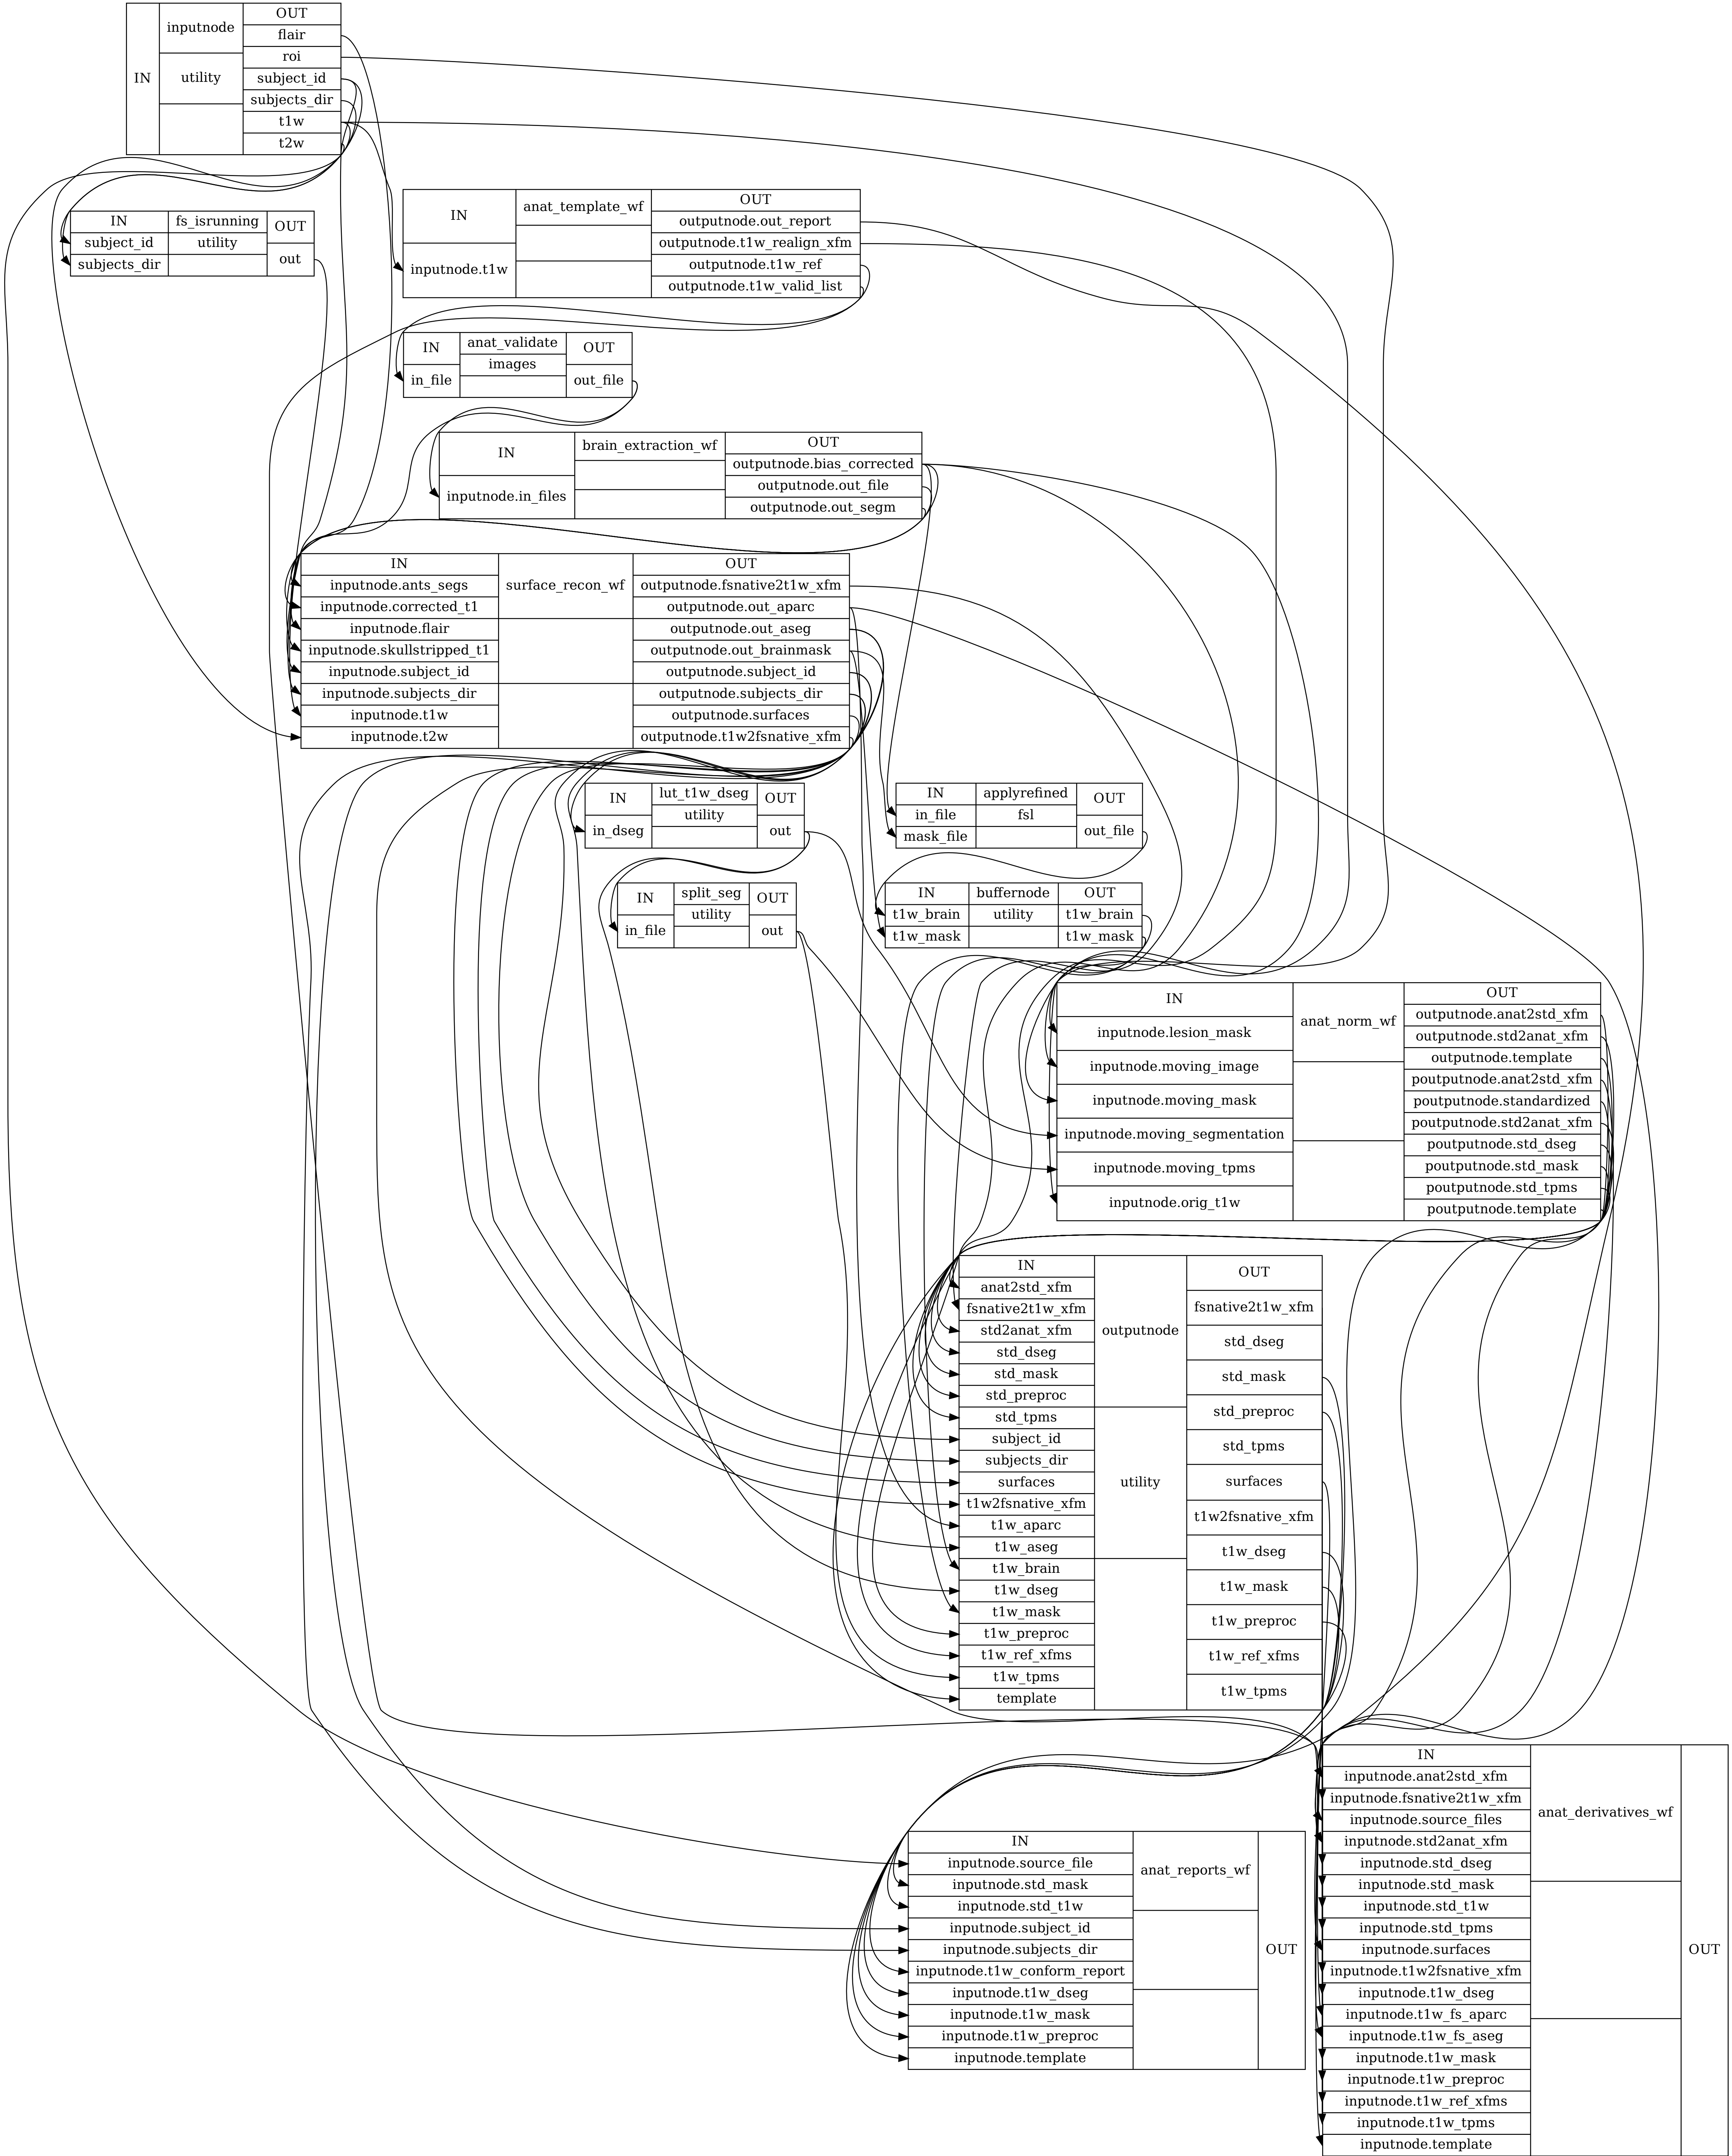 IN
inputnode
utility
OUT
flair
roi
subject_id
subjects_dir
t1w
t2w
IN
subject_id
subjects_dir
fs_isrunning
utility
OUT
out
IN
inputnode.t1w
anat_template_wf
OUT
outputnode.out_report
outputnode.t1w_realign_xfm
outputnode.t1w_ref
outputnode.t1w_valid_list
IN
in_file
anat_validate
images
OUT
out_file
IN
inputnode.in_files
brain_extraction_wf
OUT
outputnode.bias_corrected
outputnode.out_file
outputnode.out_segm
IN
inputnode.ants_segs
inputnode.corrected_t1
inputnode.flair
inputnode.skullstripped_t1
inputnode.subject_id
inputnode.subjects_dir
inputnode.t1w
inputnode.t2w
surface_recon_wf
OUT
outputnode.fsnative2t1w_xfm
outputnode.out_aparc
outputnode.out_aseg
outputnode.out_brainmask
outputnode.subject_id
outputnode.subjects_dir
outputnode.surfaces
outputnode.t1w2fsnative_xfm
IN
in_dseg
lut_t1w_dseg
utility
OUT
out
IN
in_file
mask_file
applyrefined
fsl
OUT
out_file
IN
in_file
split_seg
utility
OUT
out
IN
t1w_brain
t1w_mask
buffernode
utility
OUT
t1w_brain
t1w_mask
IN
inputnode.lesion_mask
inputnode.moving_image
inputnode.moving_mask
inputnode.moving_segmentation
inputnode.moving_tpms
inputnode.orig_t1w
anat_norm_wf
OUT
outputnode.anat2std_xfm
outputnode.std2anat_xfm
outputnode.template
poutputnode.anat2std_xfm
poutputnode.standardized
poutputnode.std2anat_xfm
poutputnode.std_dseg
poutputnode.std_mask
poutputnode.std_tpms
poutputnode.template
IN
anat2std_xfm
fsnative2t1w_xfm
std2anat_xfm
std_dseg
std_mask
std_preproc
std_tpms
subject_id
subjects_dir
surfaces
t1w2fsnative_xfm
t1w_aparc
t1w_aseg
t1w_brain
t1w_dseg
t1w_mask
t1w_preproc
t1w_ref_xfms
t1w_tpms
template
outputnode
utility
OUT
fsnative2t1w_xfm
std_dseg
std_mask
std_preproc
std_tpms
surfaces
t1w2fsnative_xfm
t1w_dseg
t1w_mask
t1w_preproc
t1w_ref_xfms
t1w_tpms
IN
inputnode.source_file
inputnode.std_mask
inputnode.std_t1w
inputnode.subject_id
inputnode.subjects_dir
inputnode.t1w_conform_report
inputnode.t1w_dseg
inputnode.t1w_mask
inputnode.t1w_preproc
inputnode.template
anat_reports_wf
OUT
IN
inputnode.anat2std_xfm
inputnode.fsnative2t1w_xfm
inputnode.source_files
inputnode.std2anat_xfm
inputnode.std_dseg
inputnode.std_mask
inputnode.std_t1w
inputnode.std_tpms
inputnode.surfaces
inputnode.t1w2fsnative_xfm
inputnode.t1w_dseg
inputnode.t1w_fs_aparc
inputnode.t1w_fs_aseg
inputnode.t1w_mask
inputnode.t1w_preproc
inputnode.t1w_ref_xfms
inputnode.t1w_tpms
inputnode.template
anat_derivatives_wf
OUT